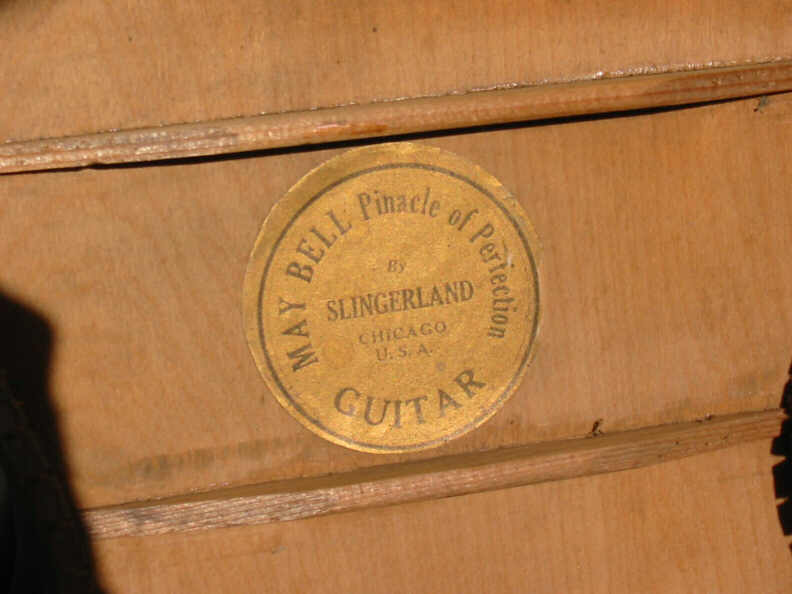 MAY BELL Pinacle of Perfection
By
SLINGERLAND
CHICAGO
U.S.A.
GUITAR